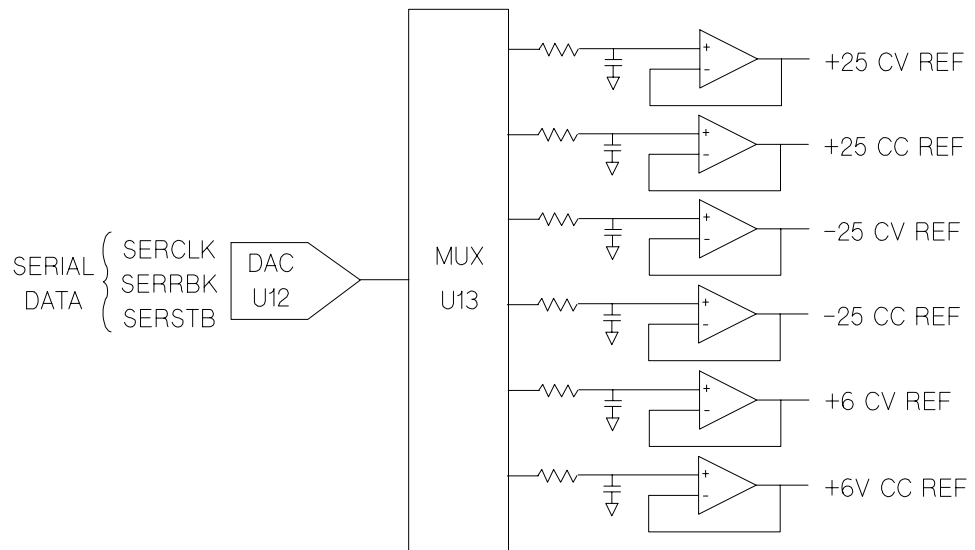 SERIAL
DATA
SERCLK
SERRBK
SERSTB
DAC
U12
MUX
U13
+
-
+25 CV REF
+
-
+25 CC REF
+
-
-25 CV REF
+
-
-25 CC REF
+
-
+6 CV REF
+
-
+6V CC REF